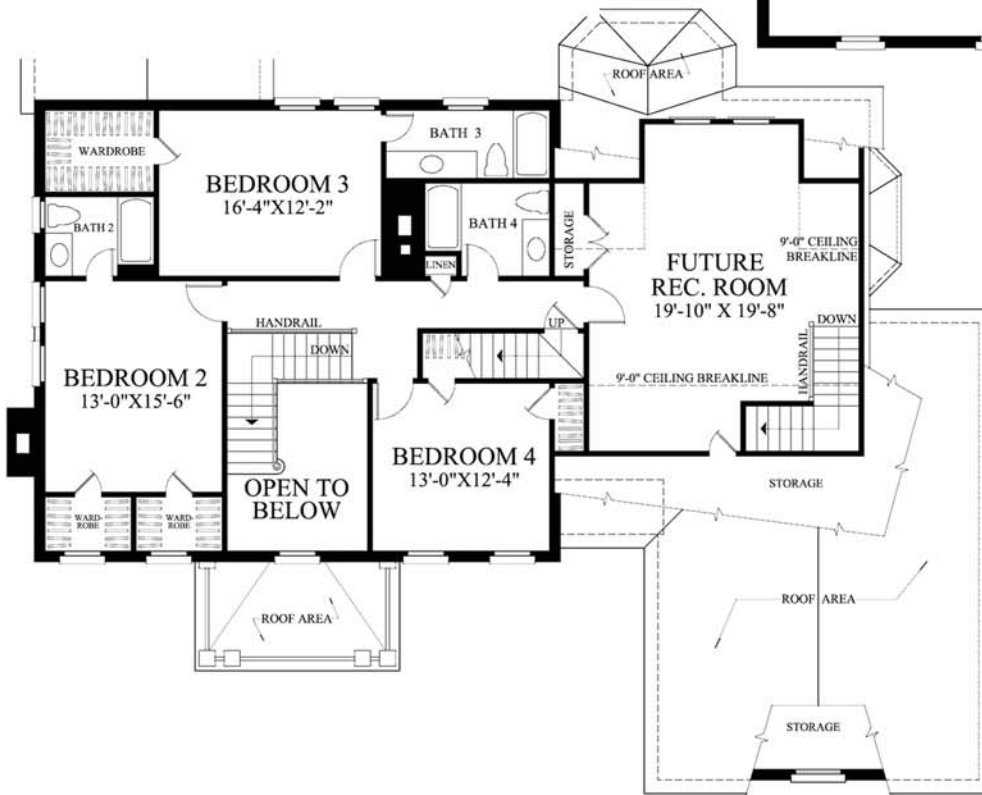 ROOF AREA
WARDROBE
BATH 3
BEDROOM 3
16'-4"X12'-2"
BATH 2
BATH 4
STORAGE
LINEN
9'-0" CEILING
BREAKLINE
FUTURE
REC. ROOM
19'-10" X 19'-8"
HANDRAIL
DOWN
UP
DOWN
HANDRAIL
BEDROOM 2
13'-0"X15'-6"
9'-0" CEILING BREAKLINE
BEDROOM 4
13'-0"X12'-4"
OPEN TO
BELOW
STORAGE
WARD-
ROBE
WARD-
ROBE
ROOF AREA
ROOF AREA
STORAGE